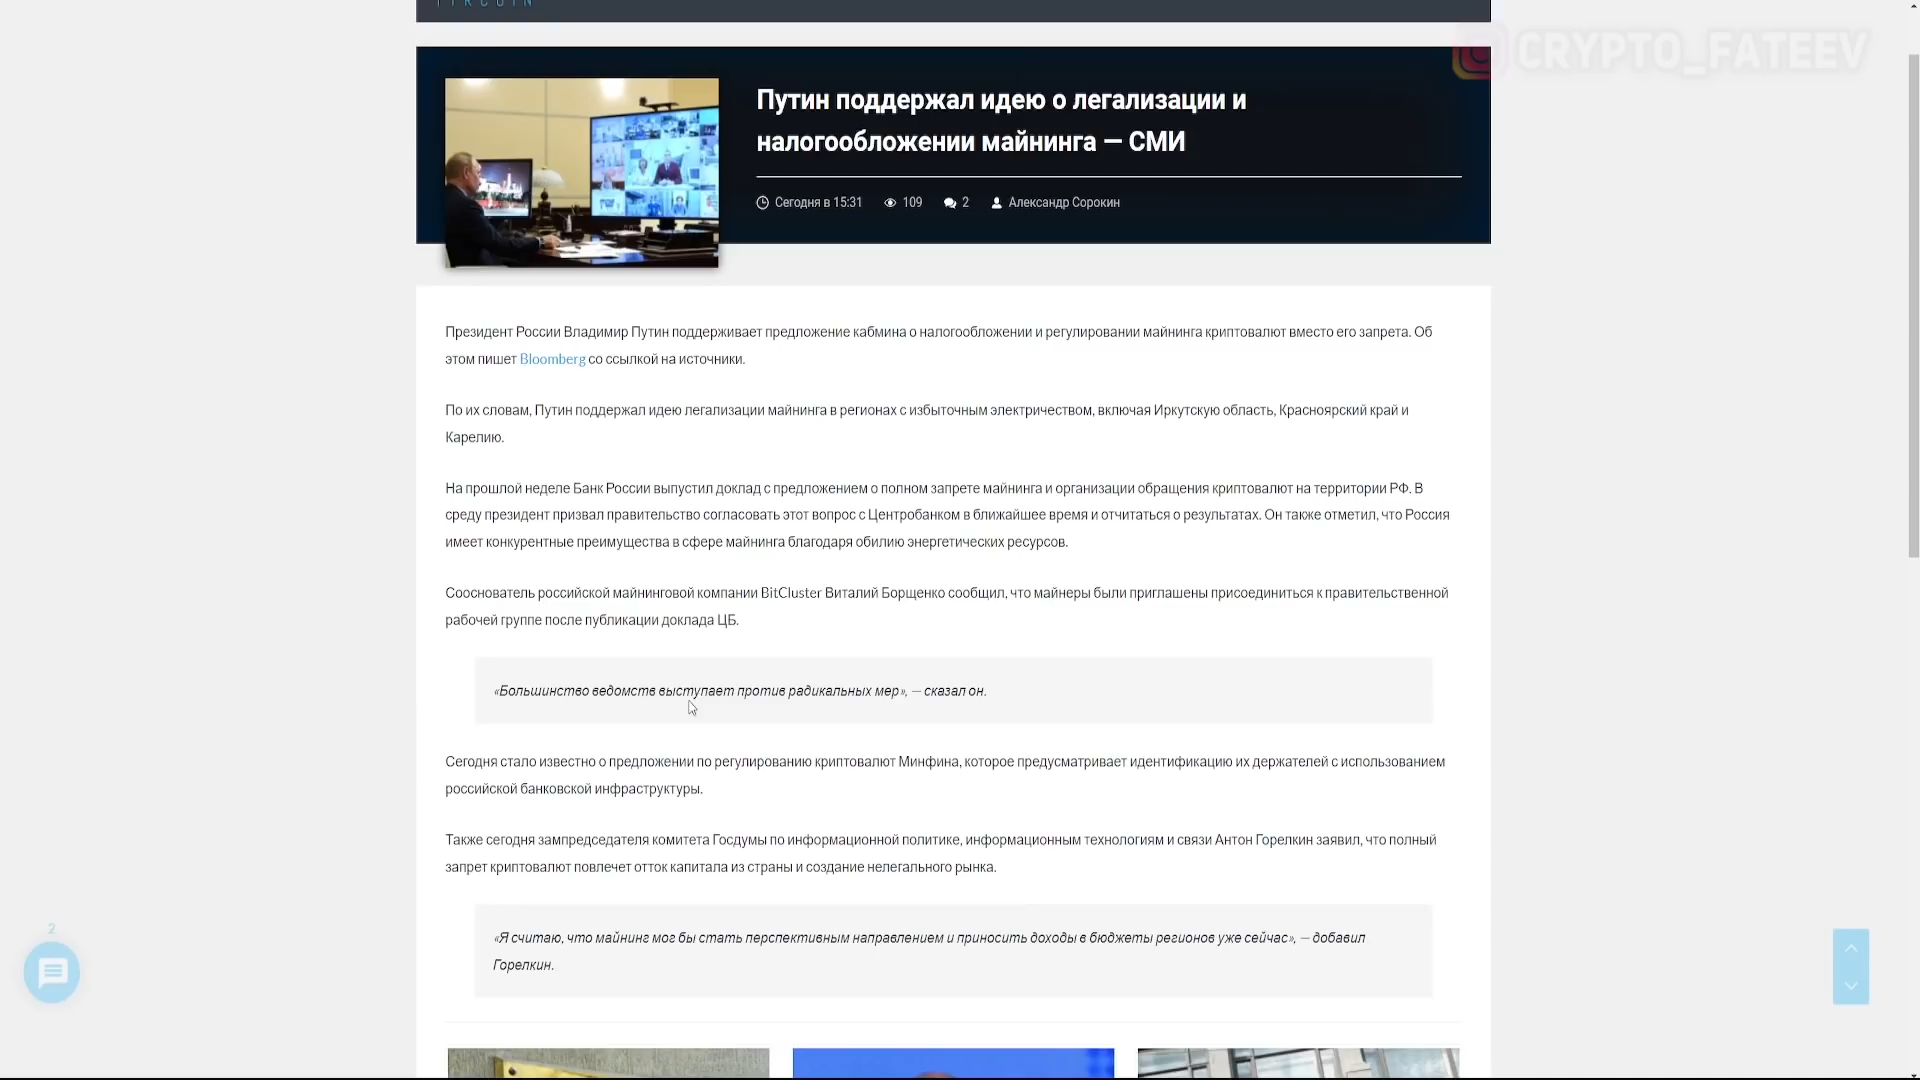 CRYPTO_FATEEV
Путин поддержал идею о легализации и
налогообложении майнинга — СМИ
Сегодня в 15:31 109 2 Александр Сорокин
Президент России Владимир Путин поддерживает предложение кабмина о налогообложении и регулировании майнинга криптовалют вместо его запрета. Об
этом пишет Bloomberg со ссылкой на источники.
По их словам, Путин поддержал идею легализации майнинга в регионах с избыточным электричеством, включая Иркутскую область, Красноярский край и
Карелию.
На прошлой неделе Банк России выпустил доклад с предложением о полном запрете майнинга и организации обращения криптовалют на территории РФ. В
среду президент призвал правительство согласовать этот вопрос с Центробанком в ближайшее время и отчитаться о результатах. Он также отметил, что Россия
имеет конкурентные преимущества в сфере майнинга благодаря обилию энергетических ресурсов.
Сооснователь российской майнинговой компании BitCluster Виталий Борщенко сообщил, что майнеры были приглашены присоединиться к правительственной
рабочей группе после публикации доклада ЦБ.
«Большинство ведомств выступает против радикальных мер», — сказал он.
Сегодня стало известно о предложении по регулированию криптовалют Минфина, которое предусматривает идентификацию их держателей с использованием
российской банковской инфраструктуры.
Также сегодня зампредседателя комитета Госдумы по информационной политике, информационным технологиям и связи Антон Горелкин заявил, что полный
запрет криптовалют повлечет отток капитала из страны и создание нелегального рынка.
2
«Я считаю, что майнинг мог бы стать перспективным направлением и приносить доходы в бюджеты регионов уже сейчас», — добавил
Горелкин.